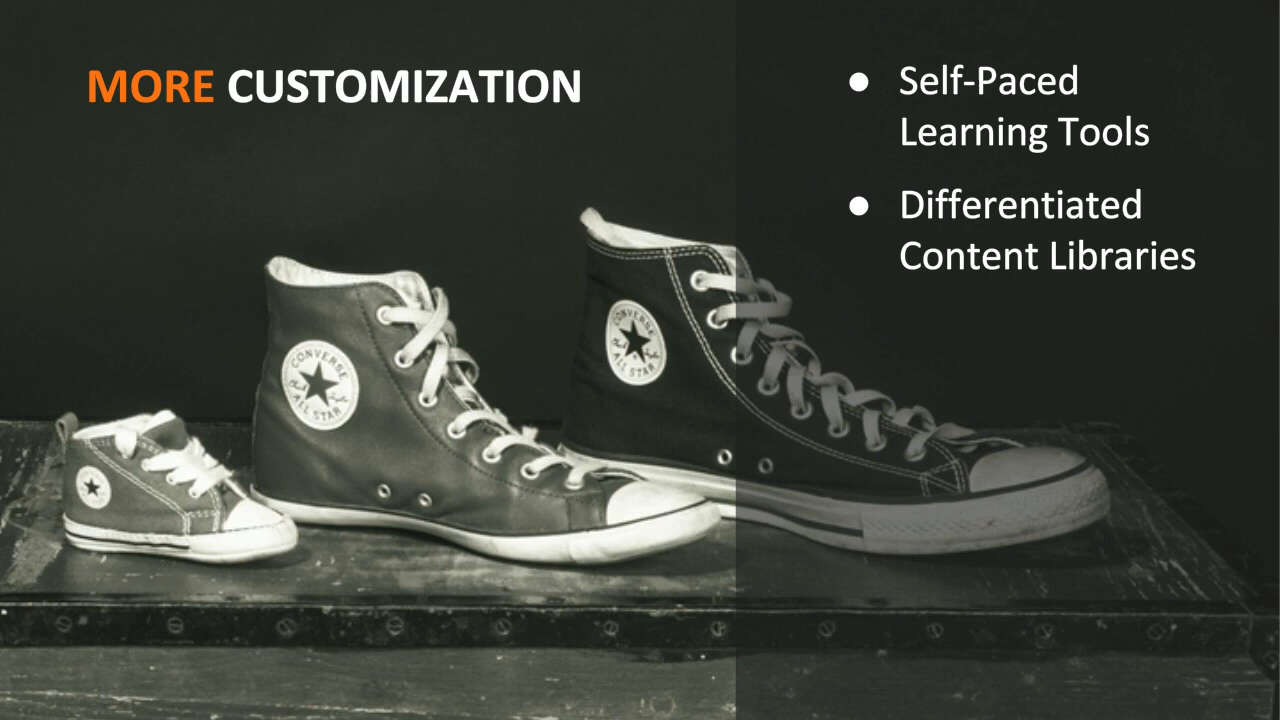 MORE CUSTOMIZATION
● Self-Paced
Learning Tools
● Differentiated
Content Libraries
CONVERSE
ALL STAR
CONVERSE
ALL STAR